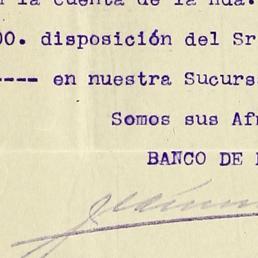 la cuenta de la Hda.
00. disposición del Sr
---- en nuestra Sucurs
Somos sus Af
BANCO DE